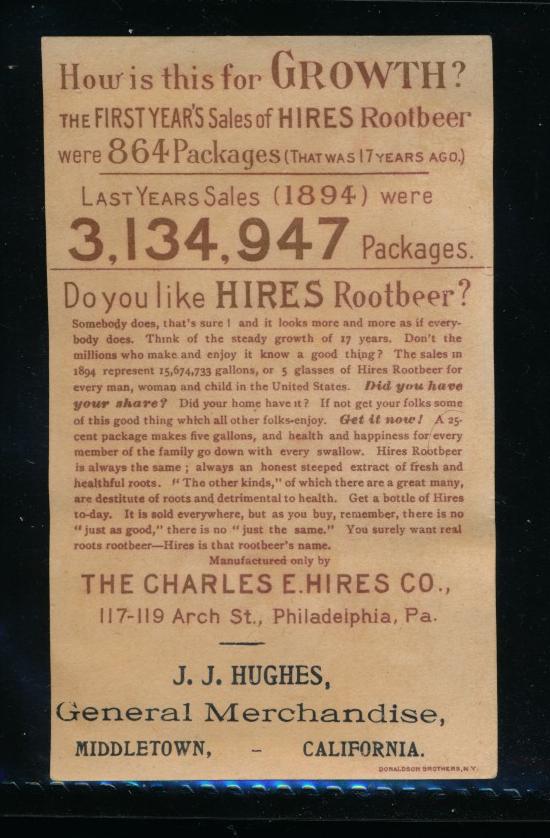 How is this for GROWTH?
THE FIRST YEAR'S Sales of HIRES Rootbeer
were 864 Packages (THAT WAS 17 YEARS AGO.)
LAST YEARS Sales (1894) were
3,134,947 Packages.
Do you like HIRES Rootbeer?
Somebody does, that's sure! and it looks more and more as if every-
body does. Think of the steady growth of 17 years. Don't the
millions who make and enjoy it know a good thing? The sales in
1894 represent 15,674,733 gallons, or 5 glasses of Hires Rootbeer for
every man, woman and child in the United States. Did you have
your share? Did your home have it? If not get your folks some
of this good thing which all other folks-enjoy. Get it now! A 25-
cent package makes five gallons, and health and happiness for every
member of the family go down with every swallow. Hires Rootbeer
is always the same; always an honest steeped extract of fresh and
healthful roots. "The other kinds," of which there are a great many,
are destitute of roots and detrimental to health. Get a bottle of Hires
to-day. It is sold everywhere, but as you buy, remember, there is no
"just as good," there is no "just the same." You surely want real
roots rootbeer—Hires is that rootbeer's name.
Manufactured only by
THE CHARLES E. HIRES CO.,
117-119 Arch St., Philadelphia, Pa.
J. J. HUGHES,
General Merchandise,
MIDDLETOWN, - CALIFORNIA.
DONALDSON BROTHERS, N.Y.